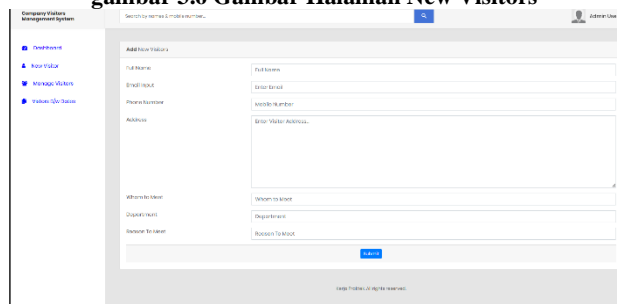 gambar 3.6 Gambar Halaman New Visitors
Company Visitors
Management System
Search by names & mobile number...
Admin Use
Dashboard
New Visitor
Manage Visitors
Visitors B/w Dates
Add New Visitors
Full Name
Full Name
Email Input
Enter Email
Phone Number
Mobile Number
Address
Enter Visitor Address..
Whom to Meet
Whom to Meet
Department
Department
Reason To Meet
Reason To Meet
Submit
All rights reserved.